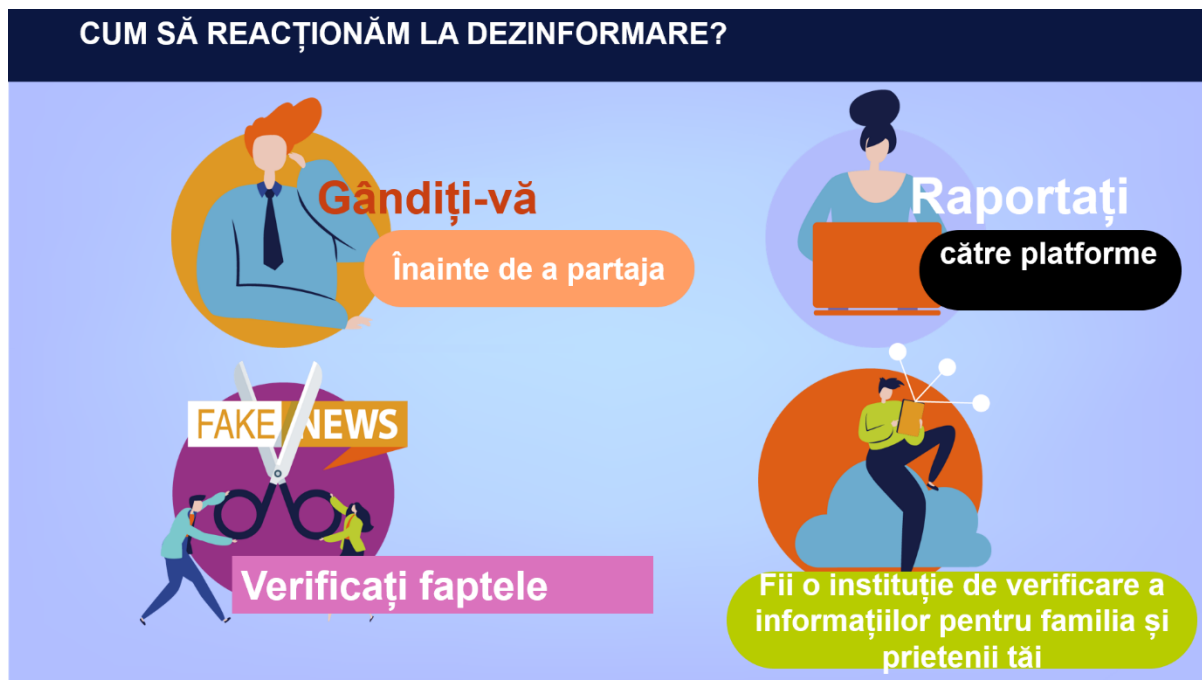 CUM SĂ REACȚIONĂM LA DEZINFORMARE?
Gândiți-vă
Înainte de a partaja
Raportați
către platforme
FAKE NEWS
Verificați faptele
Fii o instituție de verificare a
informațiilor pentru familia și
prietenii tăi